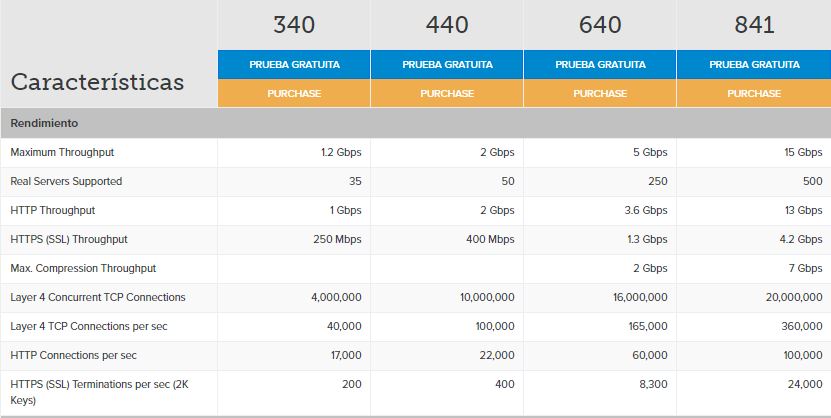 Características 340 440 640 841
PRUEBA GRATUITA PRUEBA GRATUITA PRUEBA GRATUITA PRUEBA GRATUITA
PURCHASE PURCHASE PURCHASE PURCHASE
Rendimiento
Maximum Throughput 1.2 Gbps 2 Gbps 5 Gbps 15 Gbps
Real Servers Supported 35 50 250 500
HTTP Throughput 1 Gbps 2 Gbps 3.6 Gbps 13 Gbps
HTTPS (SSL) Throughput 250 Mbps 400 Mbps 1.3 Gbps 4.2 Gbps
Max. Compression Throughput 2 Gbps 7 Gbps
Layer 4 Concurrent TCP Connections 4,000,000 10,000,000 16,000,000 20,000,000
Layer 4 TCP Connections per sec 40,000 100,000 165,000 360,000
HTTP Connections per sec 17,000 22,000 60,000 100,000
HTTPS (SSL) Terminations per sec (2K 200 400 8,300 24,000
Keys)